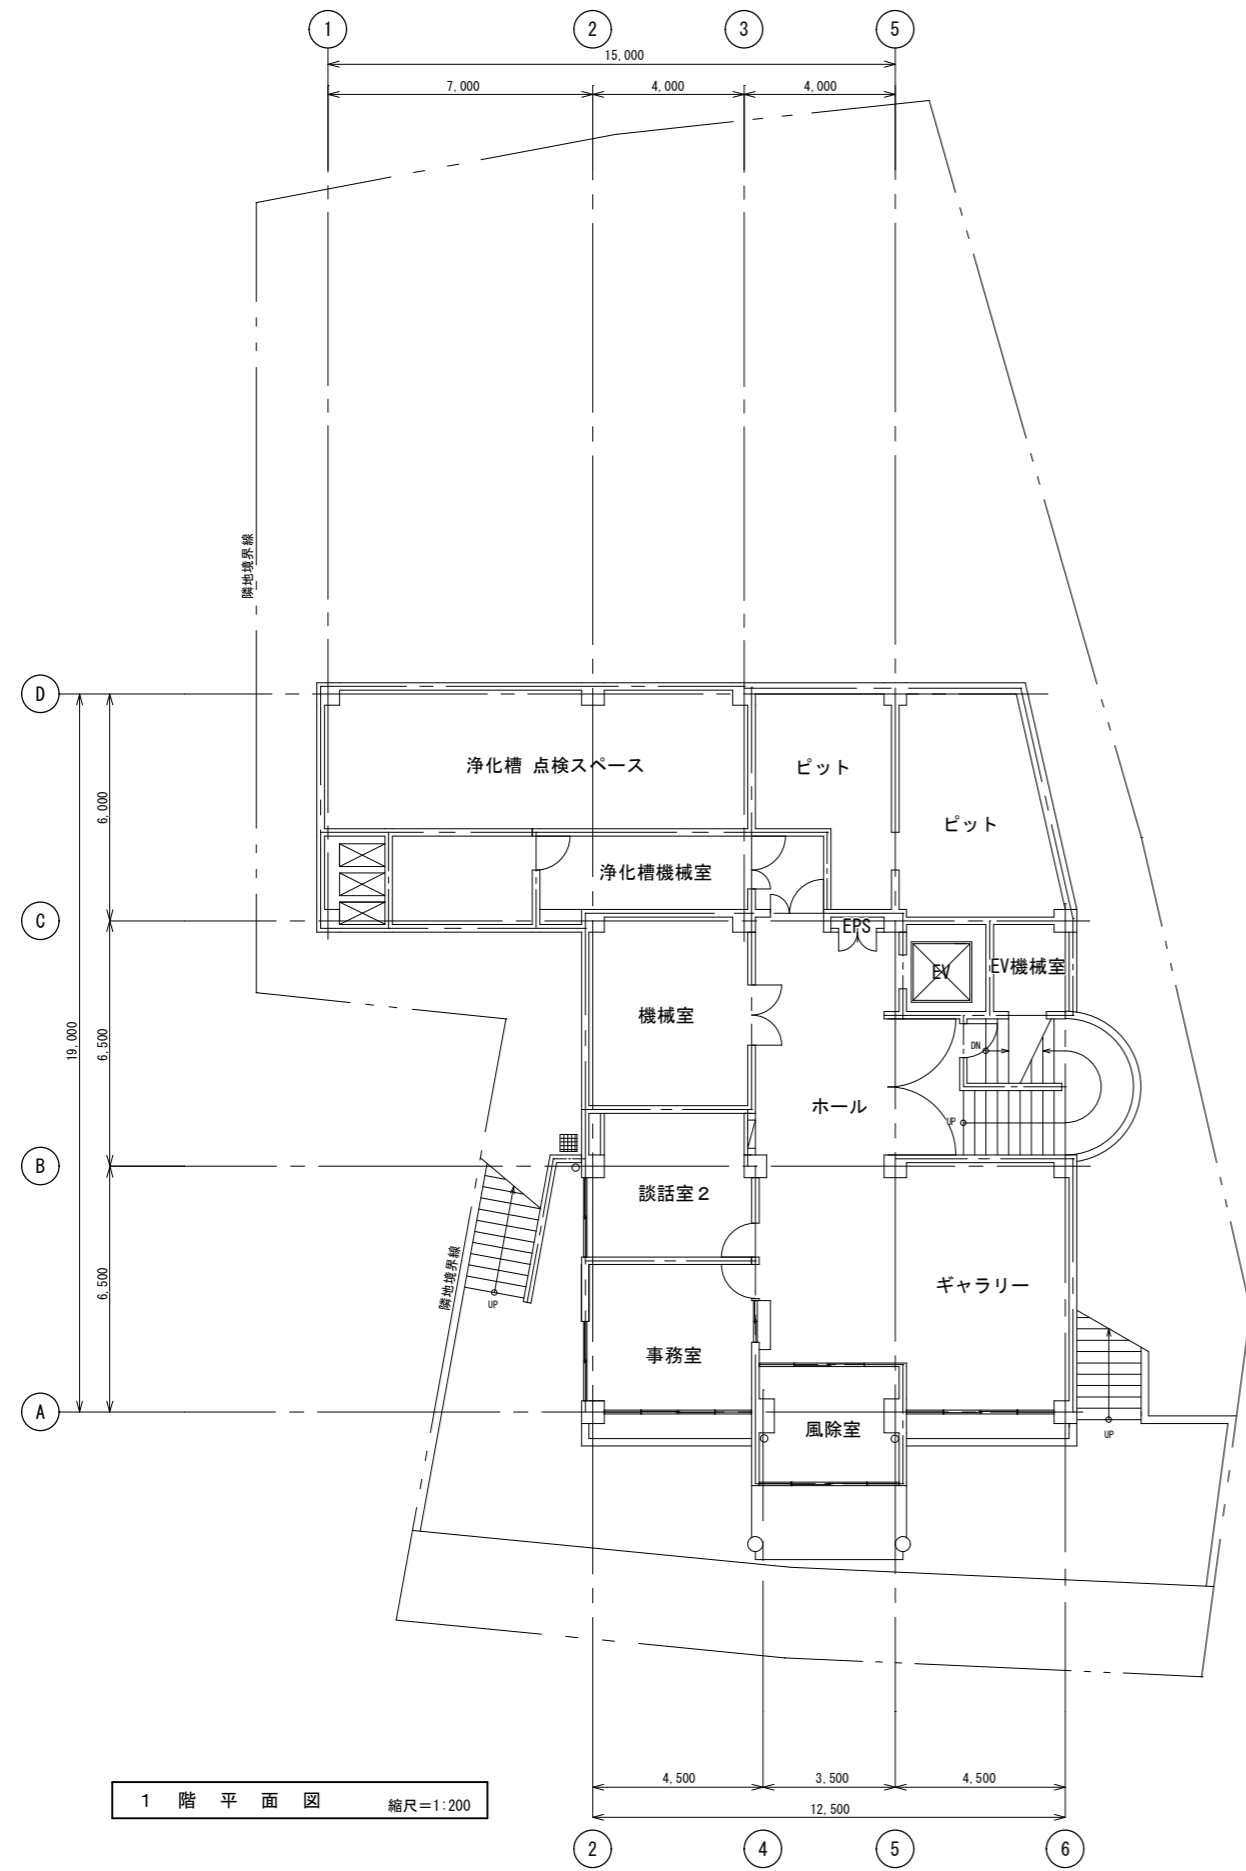 1 2 3 5
15,000
7,000 4,000 4,000
隣地境界線
D
浄化槽 点検スペース ピット
ピット
6,000
浄化槽機械室
C
EPS
EV EV機械室
機械室
19,000
6,500
DN
ホール
UP
B
談話室2
隣地境界線
UP
6,500
ギャラリー
事務室
A
風除室
UP
4,500 3,500 4,500
12,500
1階平面図 縮尺=1:200
2 4 5 6